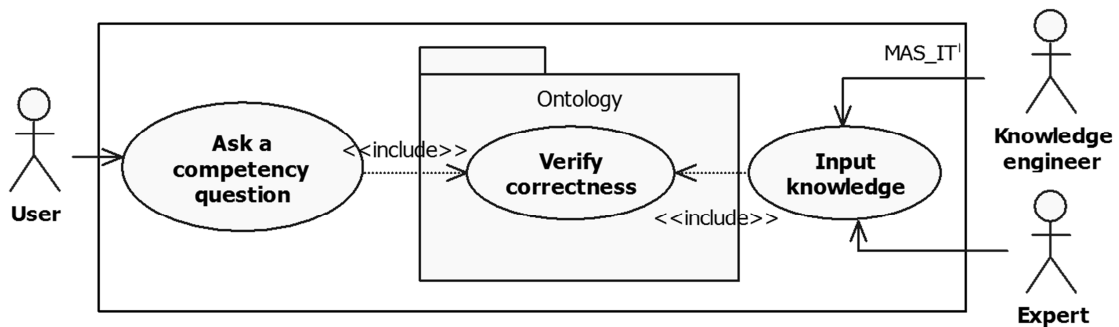 MAS_IT
Ontology
User
Ask a
competency
question
<<include>>
Verify
correctness
<<include>>
Input
knowledge
Knowledge
engineer
Expert